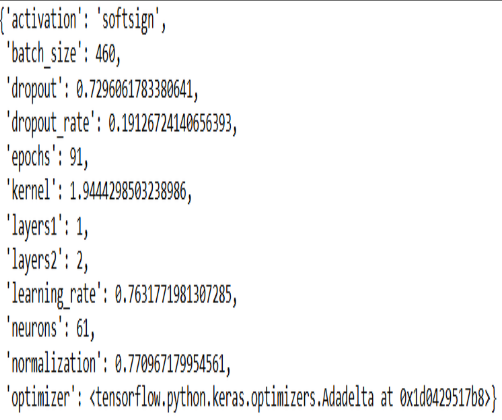 {'activation': 'softsign',
'batch_size': 460,
'dropout': 0.7296061783380641,
'dropout_rate': 0.19126724140656393,
'epochs': 91,
'kernel': 1.9444298503238986,
'layers1': 1,
'layers2': 2,
'learning_rate': 0.7631771981307285,
'neurons': 61,
'normalization': 0.770967179954561,
'optimizer': <tensorflow.python.keras.optimizers.Adadelta at 0x1d0429517b8>}